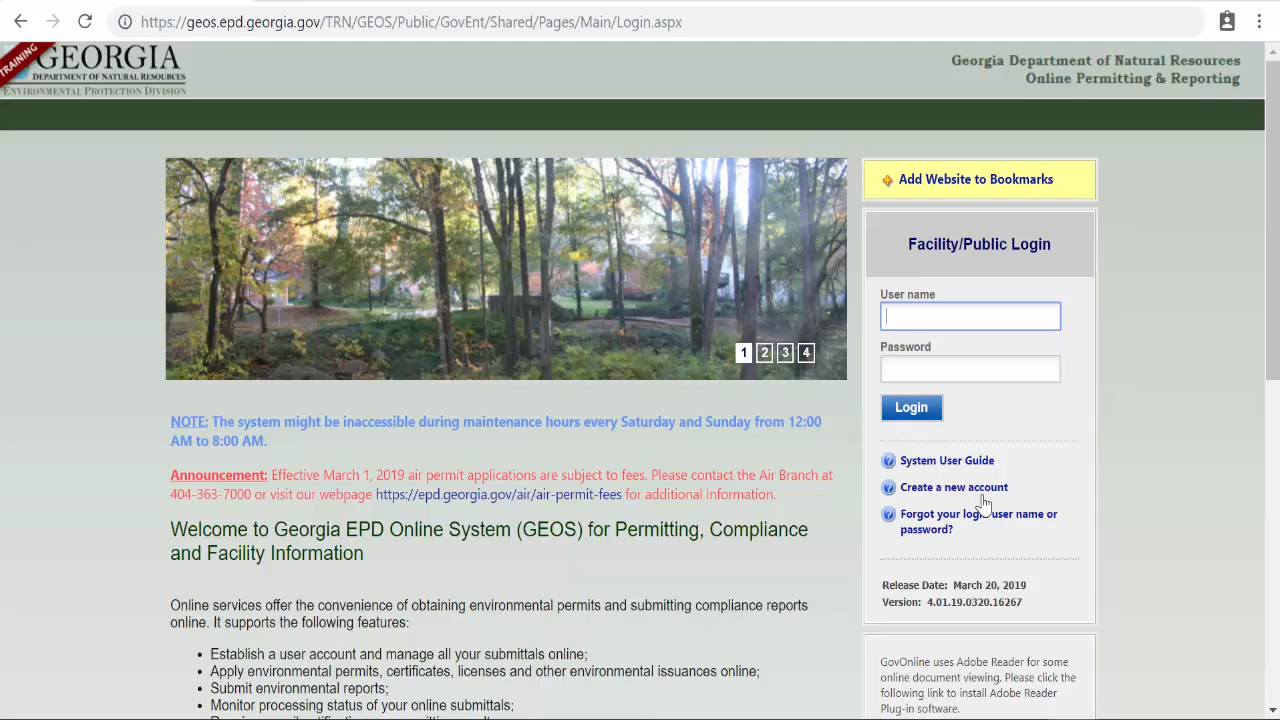 https://geos.epd.georgia.gov/TRN/GEOS/Public/GovEnt/Shared/Pages/Main/Login.aspx
TRAINING
GEORGIA
DEPARTMENT OF NATURAL RESOURCES
ENVIRONMENTAL PROTECTION DIVISION
Georgia Department of Natural Resources
Online Permitting & Reporting
1 2 3 4
NOTE: The system might be inaccessible during maintenance hours every Saturday and Sunday from 12:00
AM to 8:00 AM.
Announcement: Effective March 1, 2019 air permit applications are subject to fees. Please contact the Air Branch at
404-363-7000 or visit our webpage https://epd.georgia.gov/air/air-permit-fees for additional information.
Welcome to Georgia EPD Online System (GEOS) for Permitting, Compliance
and Facility Information
Online services offer the convenience of obtaining environmental permits and submitting compliance reports
online. It supports the following features:
• Establish a user account and manage all your submittals online;
• Apply environmental permits, certificates, licenses and other environmental issuances online;
• Submit environmental reports;
• Monitor processing status of your online submittals;
Add Website to Bookmarks
Facility/Public Login
User name
Password
Login
System User Guide
Create a new account
Forgot your login user name or
password?
Release Date: March 20, 2019
Version: 4.01.19.0320.16267
GovOnline uses Adobe Reader for some
online document viewing. Please click the
following link to install Adobe Reader
Plug-in software.